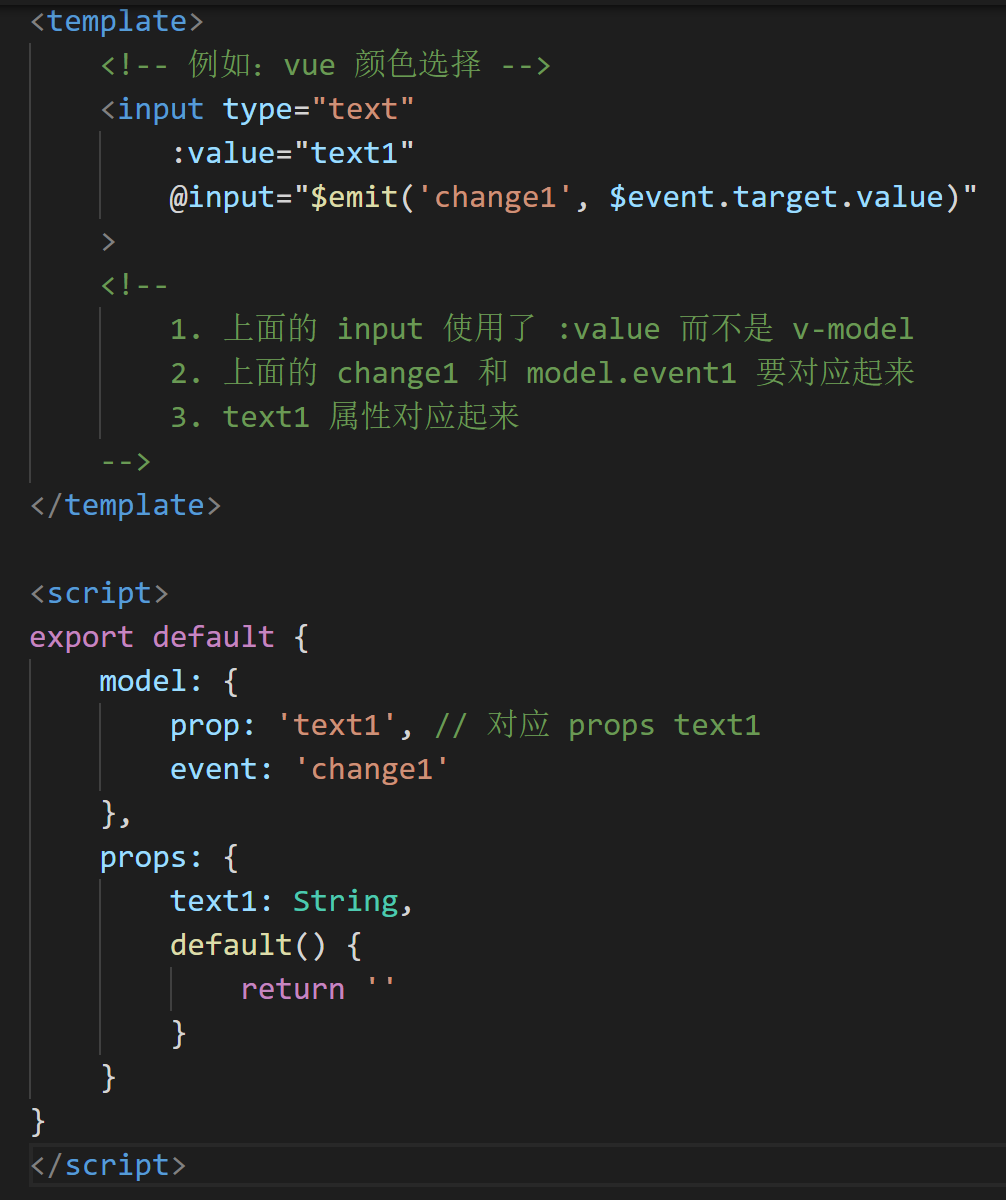 <template>
    <!-- 例如：vue 颜色选择 -->
    <input type="text"
        :value="text1"
        @input="$emit('change1', $event.target.value)"
    >
    <!--
        1. 上面的 input 使用了 :value 而不是 v-model
        2. 上面的 change1 和 model.event1 要对应起来
        3. text1 属性对应起来
    -->
</template>

<script>
export default {
    model: {
        prop: 'text1', // 对应 props text1
        event: 'change1'
    },
    props: {
        text1: String,
        default() {
            return ''
        }
    }
}
</script>